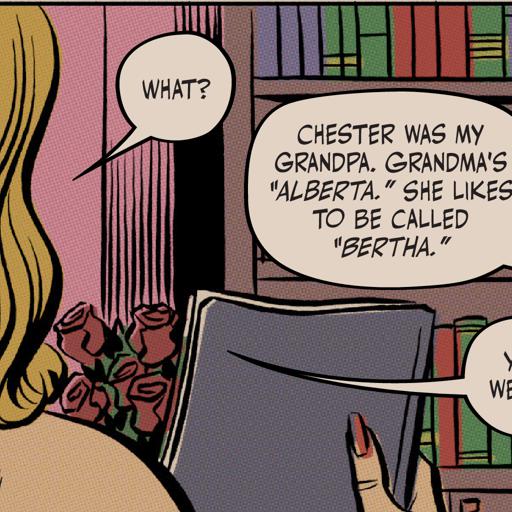 WHAT?
CHESTER WAS MY
GRANDPA. GRANDMA'S
"ALBERTA." SHE LIKES
TO BE CALLED
"BERTHA."